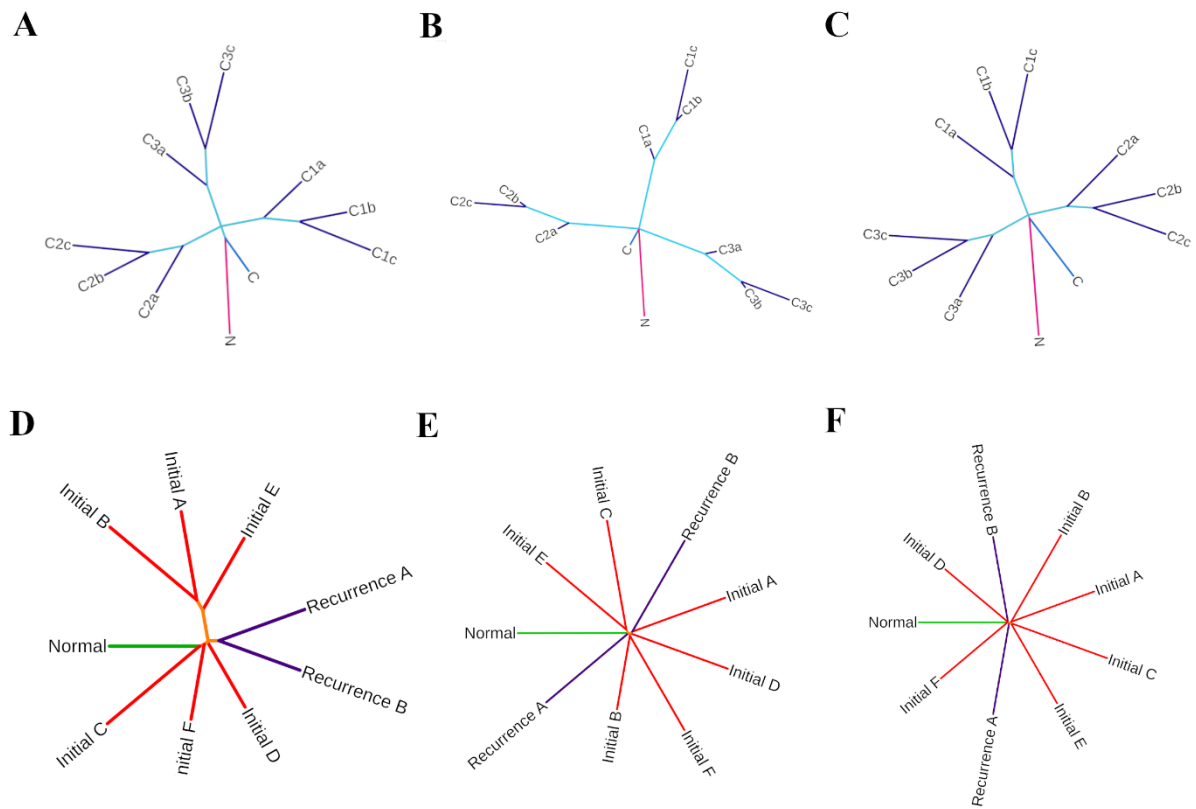 A
C3c
C3b
C3a
C1a
C1b
C1c
C2c
C2b
C2a
C
N
B
C1c
C1b
C1a
C2b
C2c
C2a
C
C3a
C3b
C3c
N
C
C1c
C1b
C1a
C2a
C2b
C2c
C3c
C3b
C3a
C
N
D
Initial A
Initial B
Initial E
Recurrence A
Normal
Recurrence B
Initial C
nitial F
Initial D
E
Recurrence B
Initial C
Initial E
Initial A
Normal
Initial D
Recurrence A
Initial B
Initial F
F
Recurrence B
Initial B
Initial D
Initial A
Normal
Initial C
Initial F
Initial E
Recurrence A